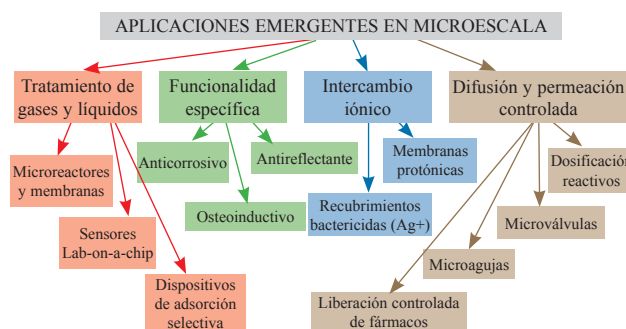 APLICACIONES EMERGENTES EN MICROESCALA
Tratamiento de
gases y líquidos
Funcionalidad
específica
Intercambio
iónico
Difusión y permeación
controlada
Microreactores
y membranas
Sensores
Lab-on-a-chip
Dispositivos
de adsorción
selectiva
Anticorrosivo
Antireflectante
Osteoinductivo
Membranas
protónicas
Recubrimientos
bactericidas (Ag+)
Dosificación
reactivos
Microválvulas
Microagujas
Liberación controlada
de fármacos